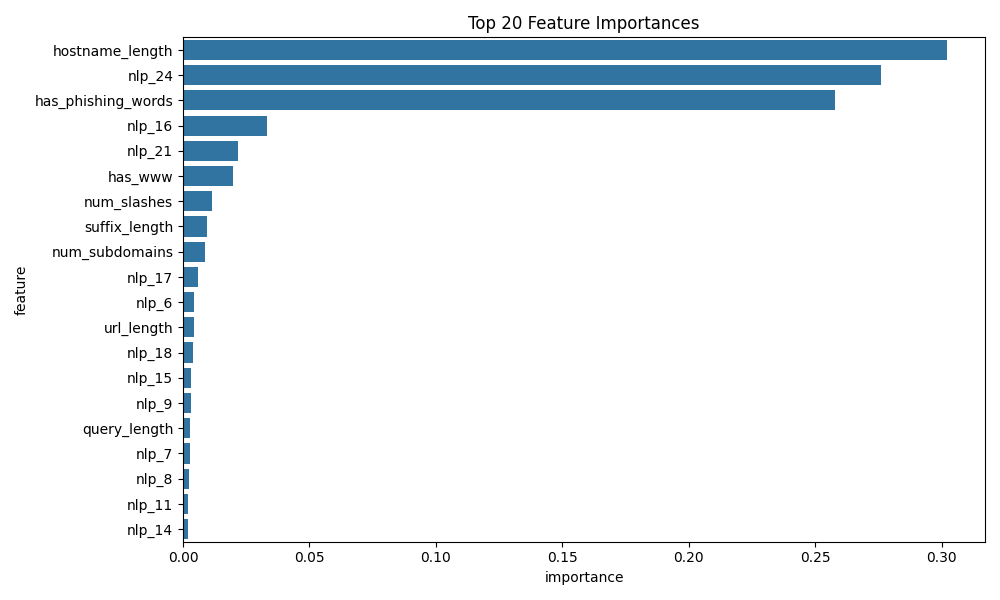 Top 20 Feature Importances
feature
hostname_length
nlp_24
has_phishing_words
nlp_16
nlp_21
has_www
num_slashes
suffix_length
num_subdomains
nlp_17
nlp_6
url_length
nlp_18
nlp_15
nlp_9
query_length
nlp_7
nlp_8
nlp_11
nlp_14
0.00 0.05 0.10 0.15 0.20 0.25 0.30
importance